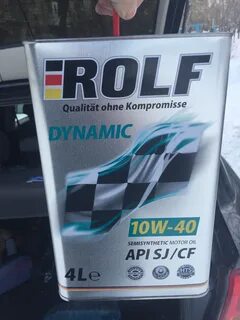 ROLF
Qualität ohne Kompromisse
DYNAMIC
10W-40
SEMISYNTHETIC MOTOR OIL
API SJ/CF
4L℮